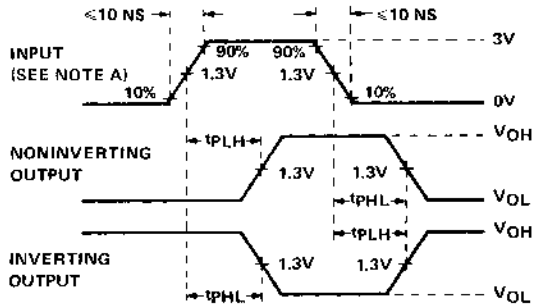 ≤10 NS ≤10 NS
INPUT
(SEE NOTE A)
3V
90% 90%
1.3V 1.3V
10% 10%
0V
tPLH
VOH
NONINVERTING
OUTPUT
1.3V 1.3V
tPHL
VOL
tPLH
VOH
INVERTING
OUTPUT
1.3V 1.3V
tPHL
VOL